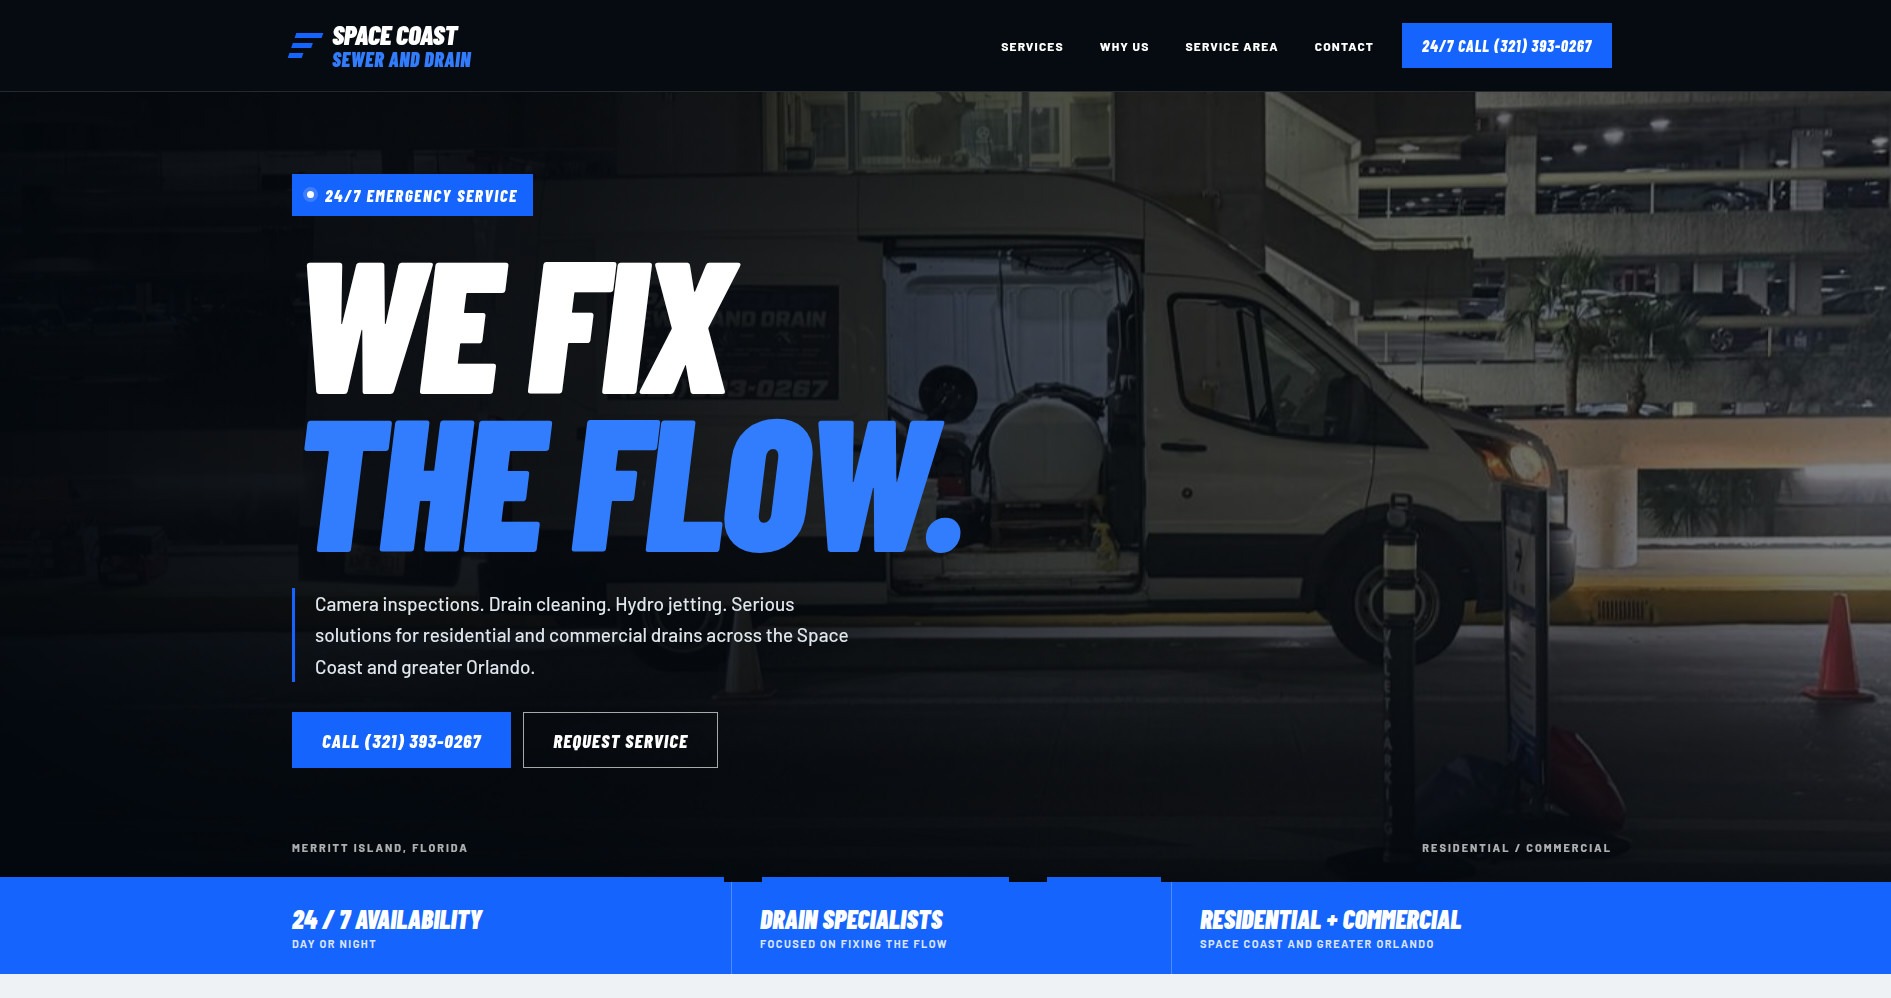 SPACE COAST
SEWER AND DRAIN
SERVICES
WHY US
SERVICE AREA
CONTACT
24/7 CALL (321) 393-0267
24/7 EMERGENCY SERVICE
WE FIX
THE FLOW.
AND DRAIN
3-0267
Camera inspections. Drain cleaning. Hydro jetting. Serious
solutions for residential and commercial drains across the Space
Coast and greater Orlando.
CALL (321) 393-0267
REQUEST SERVICE
MERRITT ISLAND, FLORIDA
RESIDENTIAL / COMMERCIAL
24 / 7 AVAILABILITY
DAY OR NIGHT
DRAIN SPECIALISTS
FOCUSED ON FIXING THE FLOW
RESIDENTIAL + COMMERCIAL
SPACE COAST AND GREATER ORLANDO